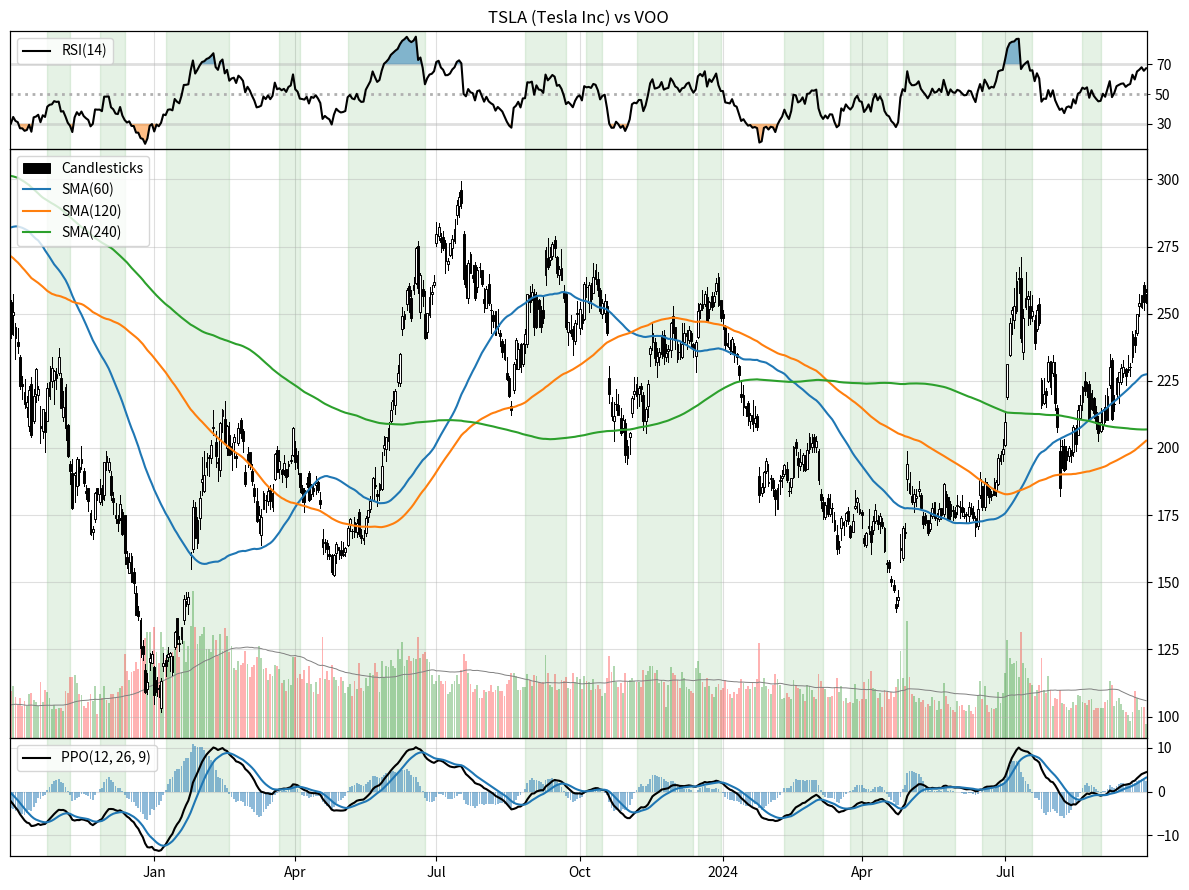 TSLA (Tesla Inc) vs VOO
RSI(14)
70
50
30
Candlesticks
SMA(60)
SMA(120)
SMA(240)
300
275
250
225
200
175
150
125
100
PPO(12, 26, 9)
10
0
−10
Jan
Apr
Jul
Oct
2024
Apr
Jul